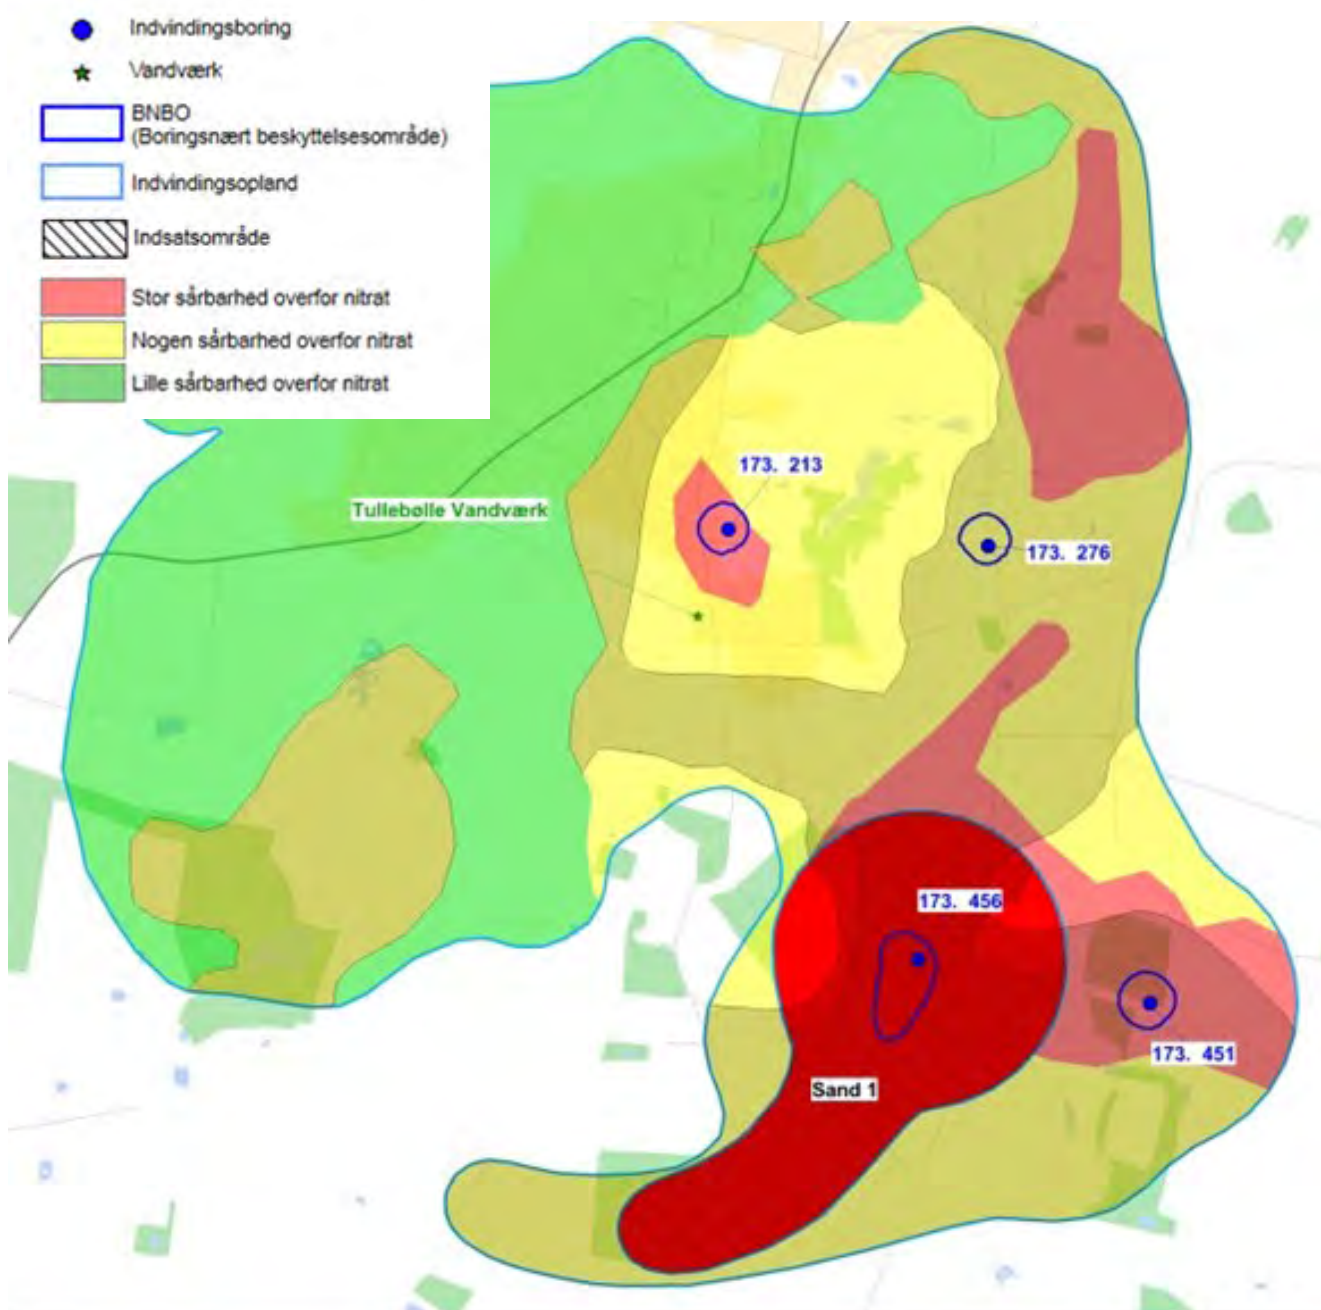 Indvindingsboring
Vandværk
BNBO
(Boringsnært beskyttelsesområde)
Indvindingsopland
Indsatsområde
Stor sårbarhed overfor nitrat
Nogen sårbarhed overfor nitrat
Lille sårbarhed overfor nitrat
173. 213
Tullebølle Vandværk
173. 276
173. 456
173. 451
Sand 1